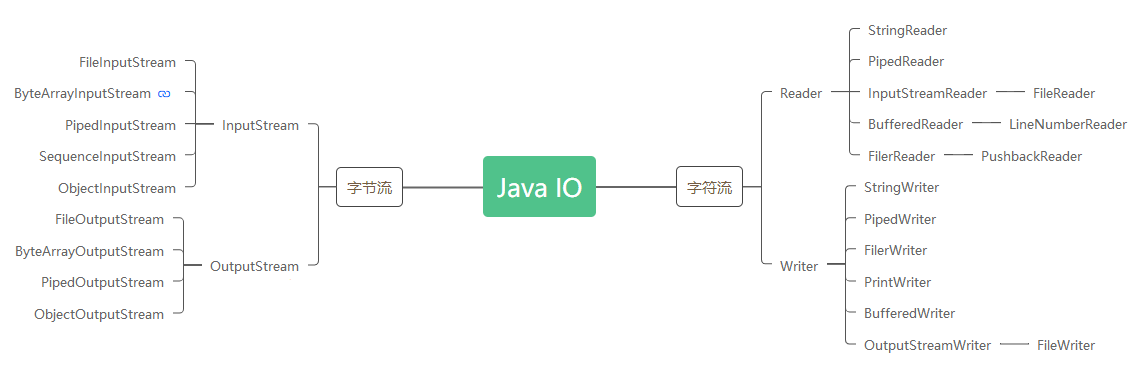 Java IO
字节流
InputStream
FileInputStream
ByteArrayInputStream
PipedInputStream
SequenceInputStream
ObjectInputStream
OutputStream
FileOutputStream
ByteArrayOutputStream
PipedOutputStream
ObjectOutputStream
字符流
Reader
StringReader
PipedReader
InputStreamReader
FileReader
BufferedReader
LineNumberReader
FilerReader
PushbackReader
Writer
StringWriter
PipedWriter
FilerWriter
PrintWriter
BufferedWriter
OutputStreamWriter
FileWriter